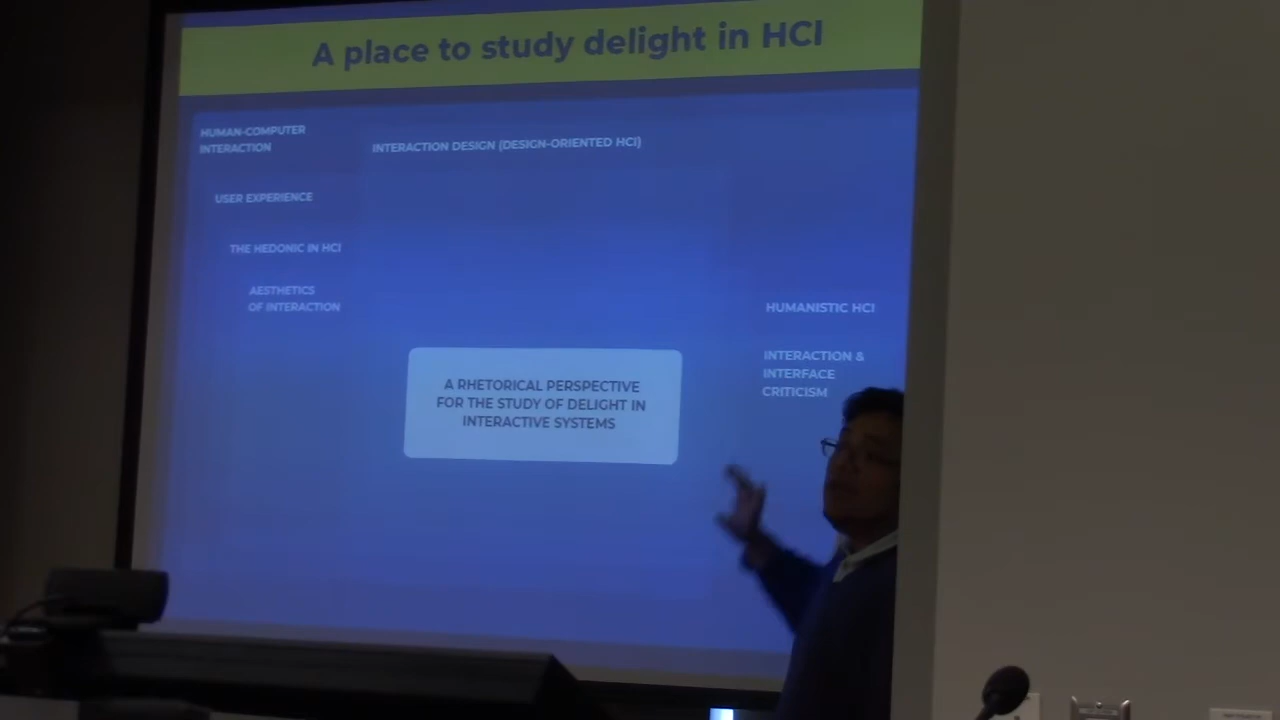 A place to study delight in HCI
HUMAN-COMPUTER
INTERACTION
INTERACTION DESIGN (DESIGN-ORIENTED HCI)
USER EXPERIENCE
THE HEDONIC IN HCI
AESTHETICS
OF INTERACTION
HUMANISTIC HCI
INTERACTION &
INTERFACE
CRITICISM
A RHETORICAL PERSPECTIVE
FOR THE STUDY OF DELIGHT IN
INTERACTIVE SYSTEMS